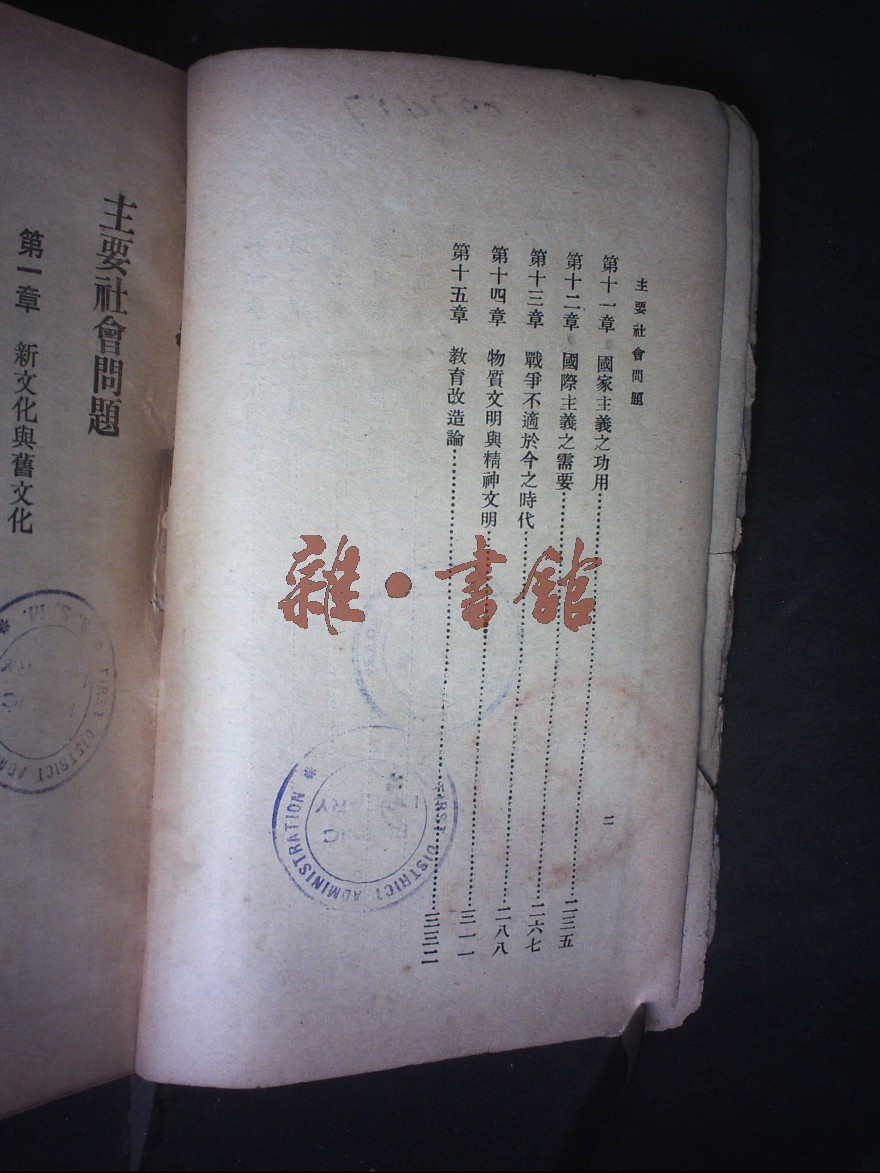 主要社會問題
第十一章 國家主義之功用……二三五
第十二章 國際主義之需要……二六七
第十三章 戰爭不適於今之時代……二八八
第十四章 物質文明與精神文明……三一一
第十五章 教育改造論……三三二
二
主要社會問題
第一章 新文化與舊文化
雜•書館
FIRST DISTRICT ADMINISTRATION
FIRST DISTRICT